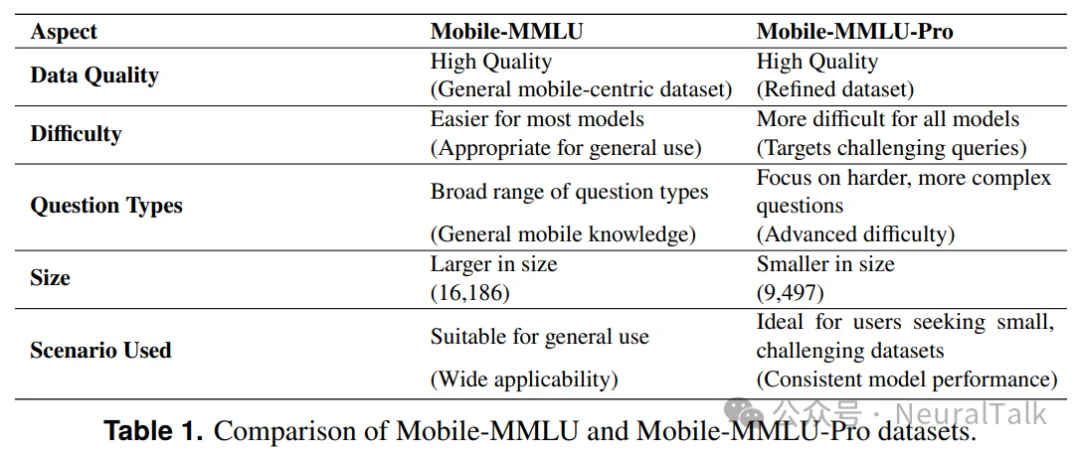 Aspect Mobile-MMLU Mobile-MMLU-Pro
Data Quality High Quality High Quality
(General mobile-centric dataset) (Refined dataset)
Difficulty Easier for most models More difficult for all models
(Appropriate for general use) (Targets challenging queries)
Question Types Broad range of question types Focus on harder, more complex
questions
(General mobile knowledge) (Advanced difficulty)
Size Larger in size Smaller in size
(16,186) (9,497)
Scenario Used Suitable for general use Ideal for users seeking small,
challenging datasets
(Wide applicability) (Consistent model performance)
公众号 · NeuralTalk
Table 1. Comparison of Mobile-MMLU and Mobile-MMLU-Pro datasets.